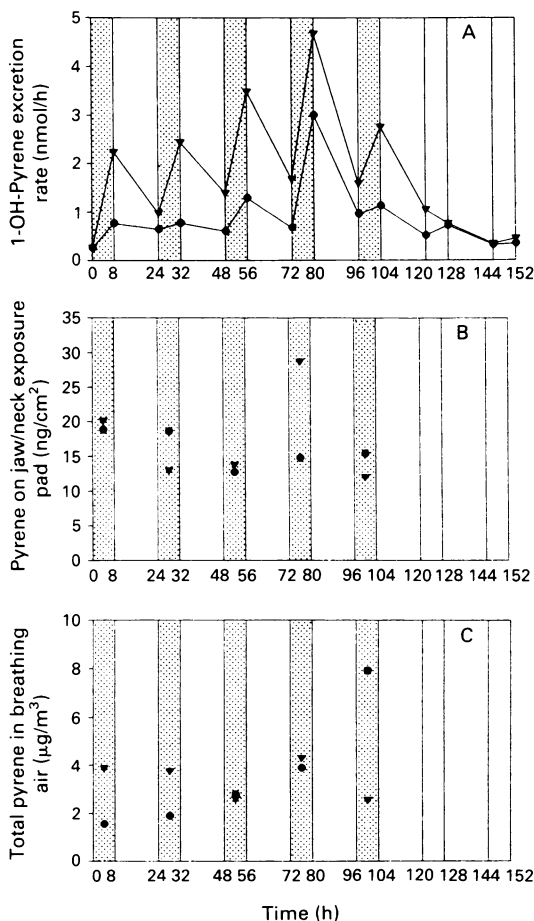 5
4
3
2
1
0
1-OH-Pyrene excretion
rate (nmol/h)
A
0 8 24 32 48 56 72 80 96 104 120 128 144 152
35
30
25
20
15
10
5
0
Pyrene on jaw/neck exposure
pad (ng/cm²)
B
0 8 24 32 48 56 72 80 96 104 120 128 144 152
10
8
6
4
2
0
Total pyrene in breathing
air (μg/m³)
C
0 8 24 32 48 56 72 80 96 104 120 128 144 152
Time (h)